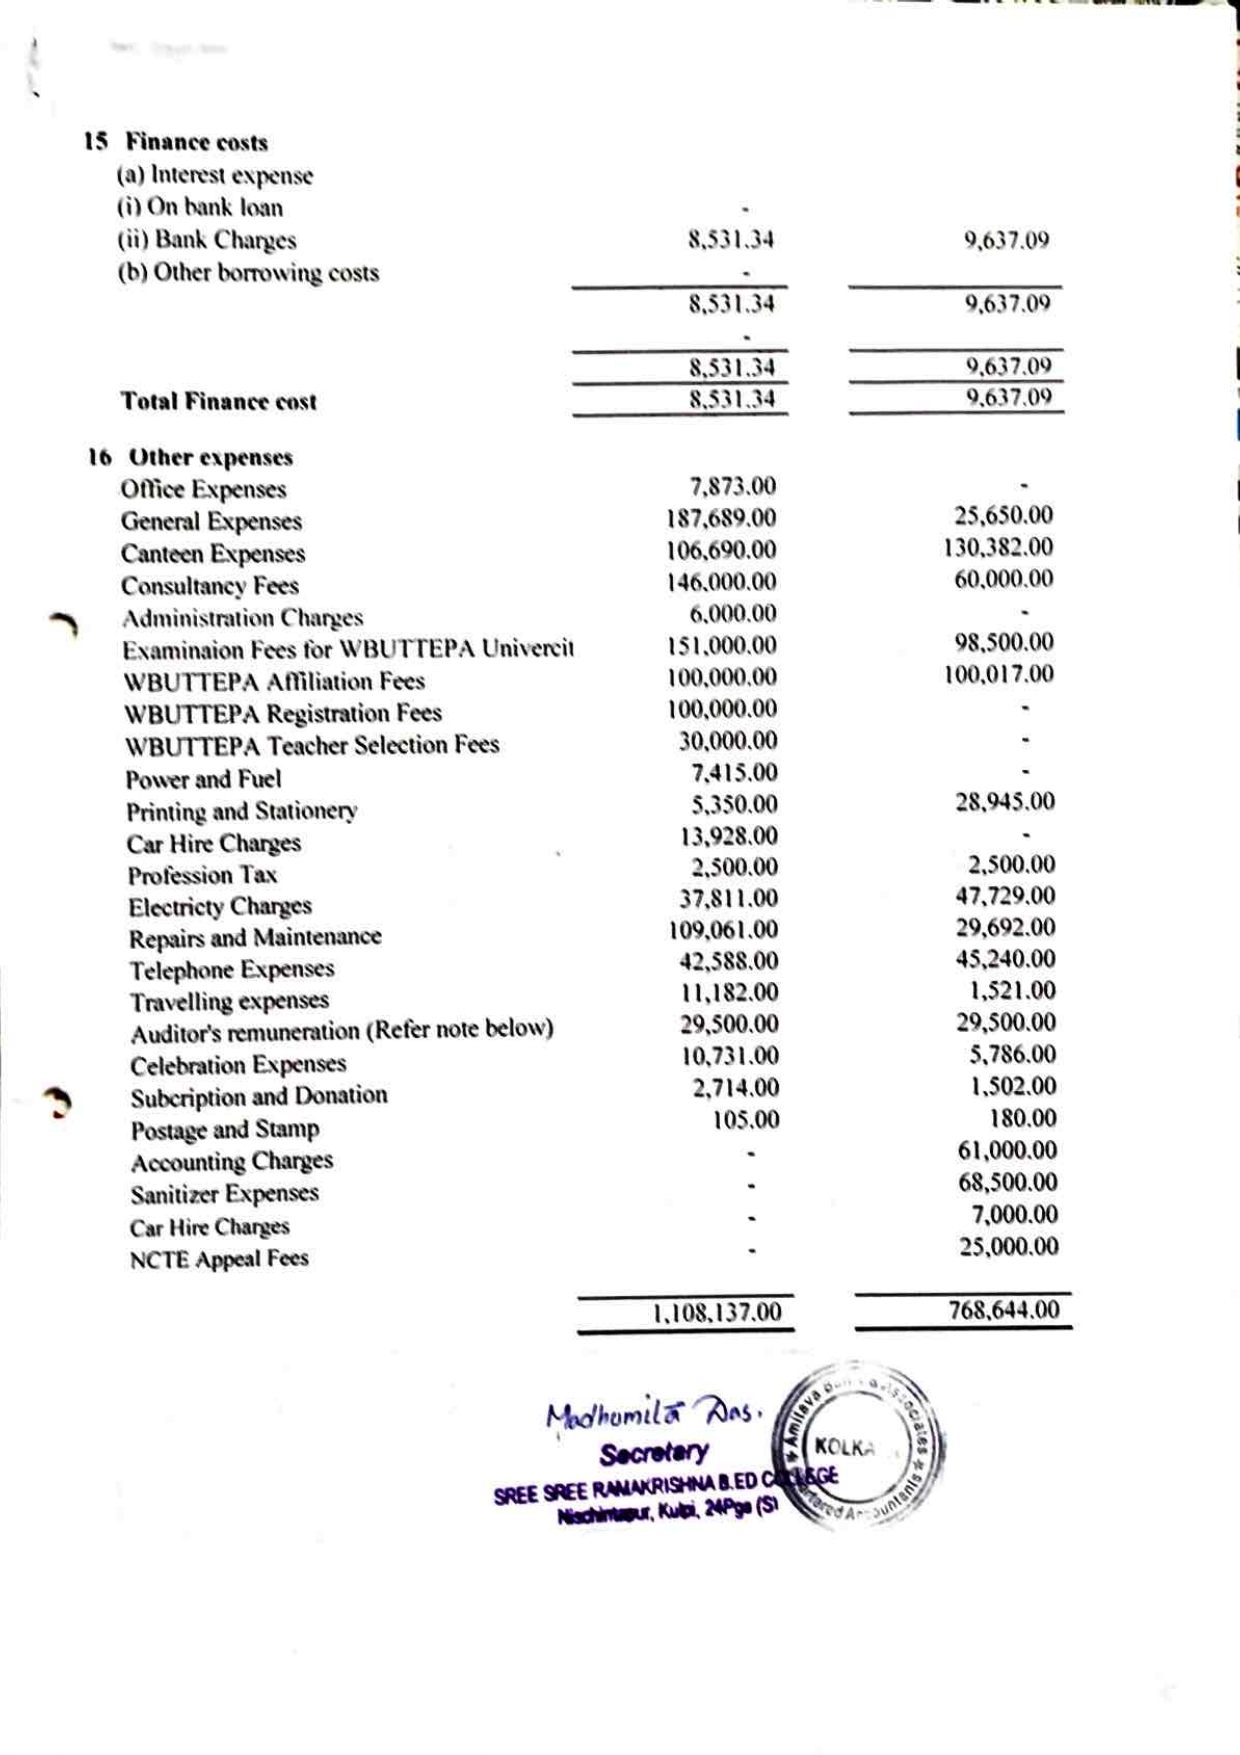 15 Finance costs
(a) Interest expense
(i) On bank loan -
(ii) Bank Charges 8,531.34 9,637.09
(b) Other borrowing costs -
8,531.34 9,637.09
-
8,531.34 9,637.09
Total Finance cost 8,531.34 9,637.09
16 Other expenses
Office Expenses 7,873.00 -
General Expenses 187,689.00 25,650.00
Canteen Expenses 106,690.00 130,382.00
Consultancy Fees 146,000.00 60,000.00
Administration Charges 6,000.00 -
Examinaion Fees for WBUTTEPA Univercit 151,000.00 98,500.00
WBUTTEPA Affiliation Fees 100,000.00 100,017.00
WBUTTEPA Registration Fees 100,000.00 -
WBUTTEPA Teacher Selection Fees 30,000.00 -
Power and Fuel 7,415.00 -
Printing and Stationery 5,350.00 28,945.00
Car Hire Charges 13,928.00 -
Profession Tax 2,500.00 2,500.00
Electricty Charges 37,811.00 47,729.00
Repairs and Maintenance 109,061.00 29,692.00
Telephone Expenses 42,588.00 45,240.00
Travelling expenses 11,182.00 1,521.00
Auditor's remuneration (Refer note below) 29,500.00 29,500.00
Celebration Expenses 10,731.00 5,786.00
Subcription and Donation 2,714.00 1,502.00
Postage and Stamp 105.00 180.00
Accounting Charges - 61,000.00
Sanitizer Expenses - 68,500.00
Car Hire Charges - 7,000.00
NCTE Appeal Fees - 25,000.00
1,108,137.00 768,644.00
Madhumita Das.
Secretary
SREE SREE RAMAKRISHNA B.ED COLLEGE
Nischintapur, Kulpi, 24Pgs (S)
Amitava
Associates
KOLKA
Accountants